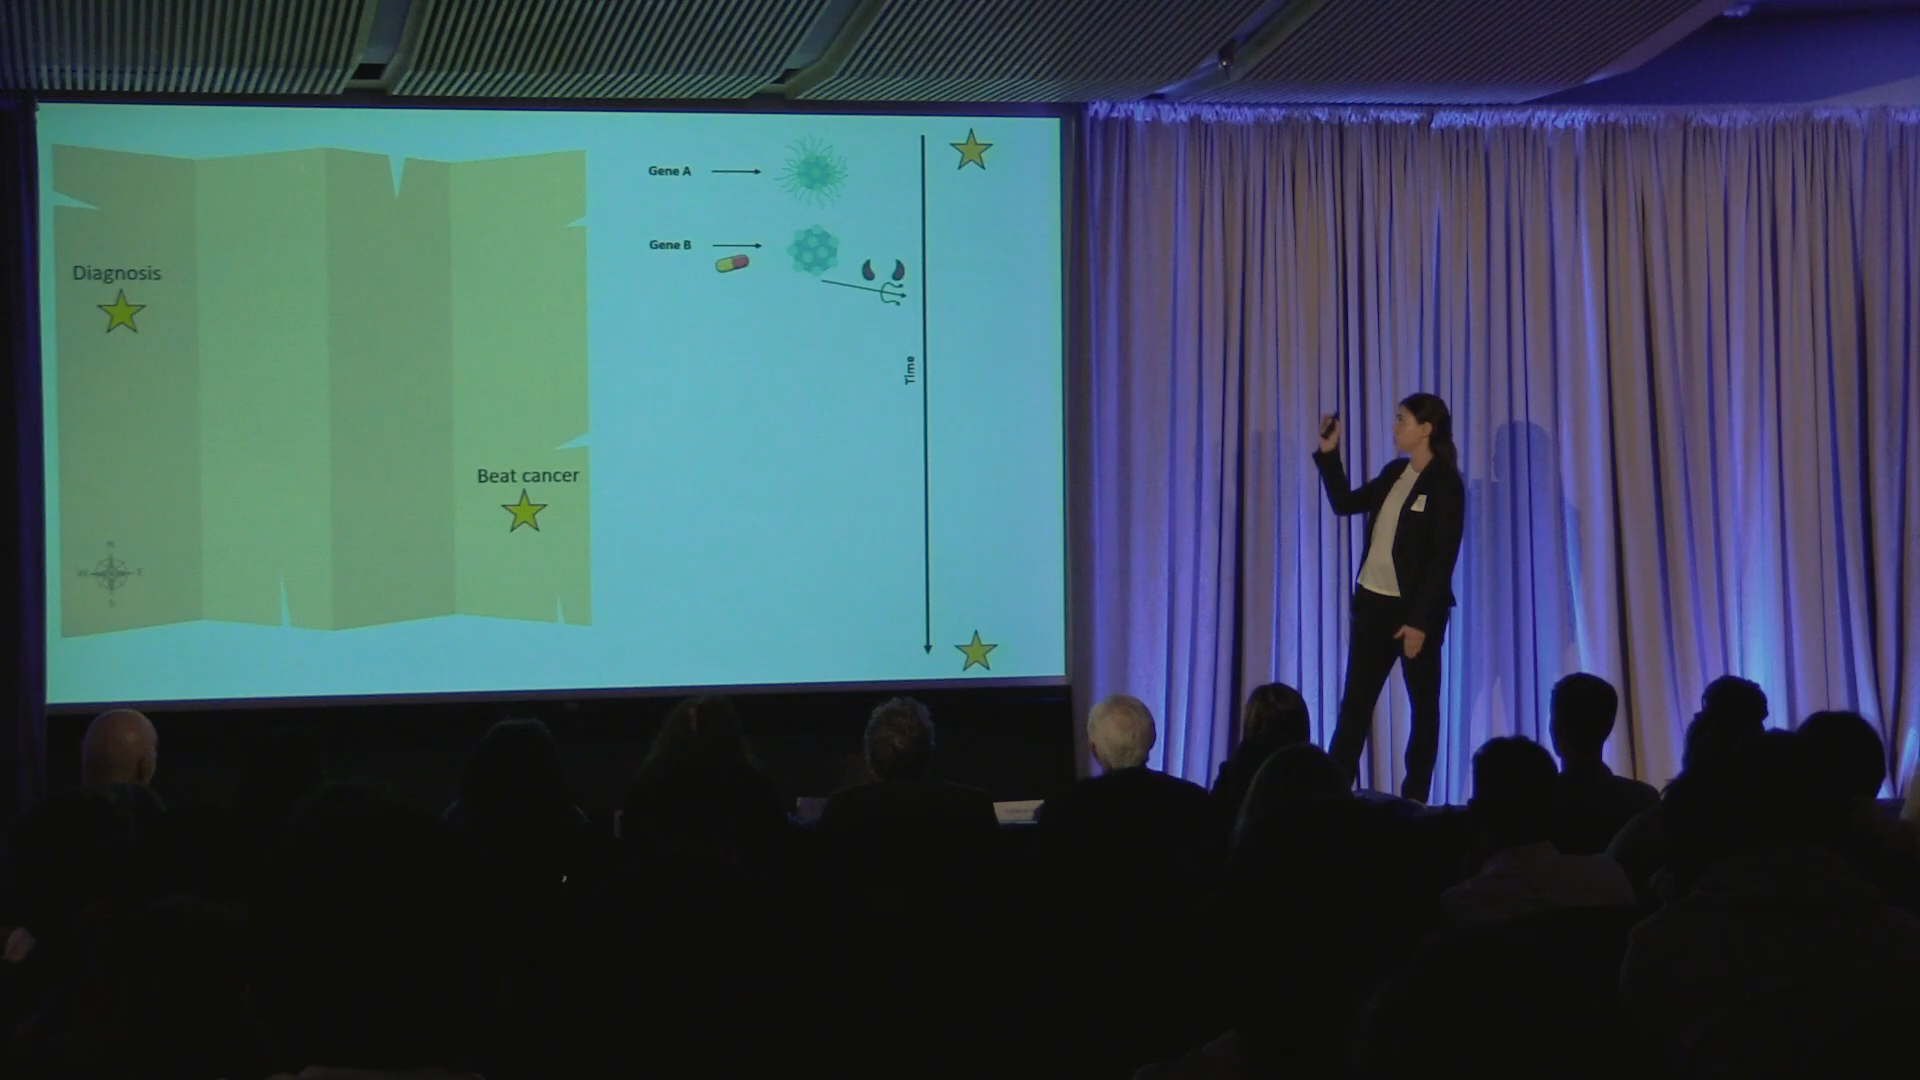 Diagnosis
Beat cancer
N
W E
S
Gene A
Gene B
Time